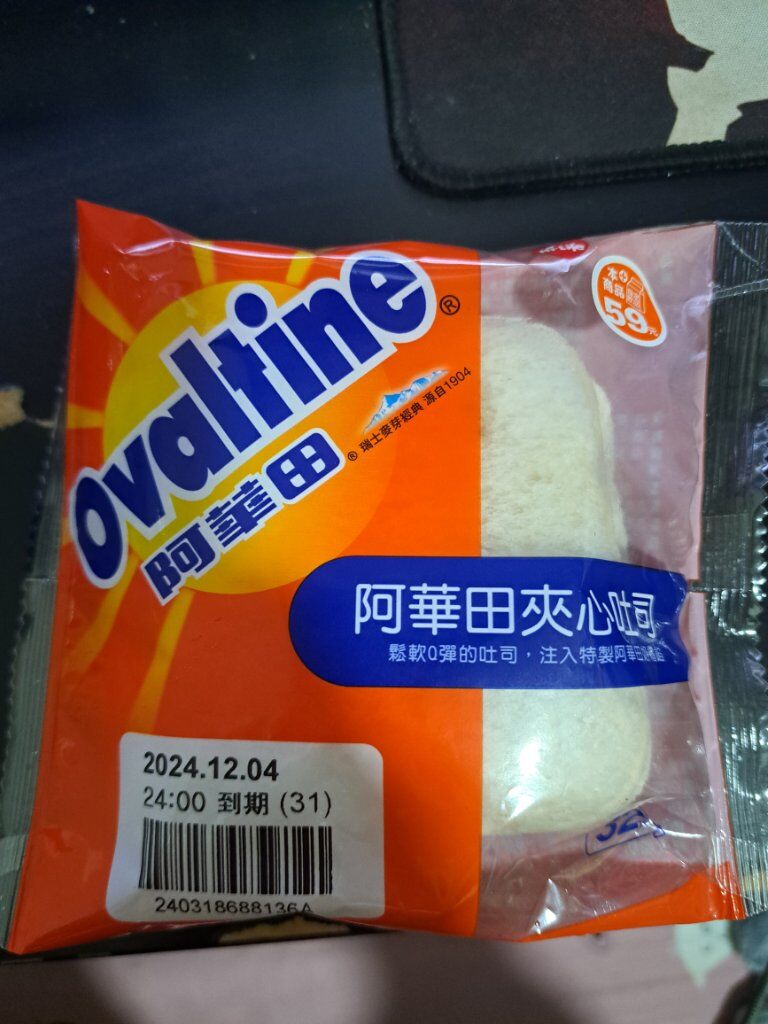 ovaltine®
阿華田
® 瑞士麥芽經典 源自1904
本
商品
59元
阿華田夾心吐司
鬆軟Q彈的吐司，注入特製阿華田
2024.12.04
24:00 到期 (31)
240318688136A